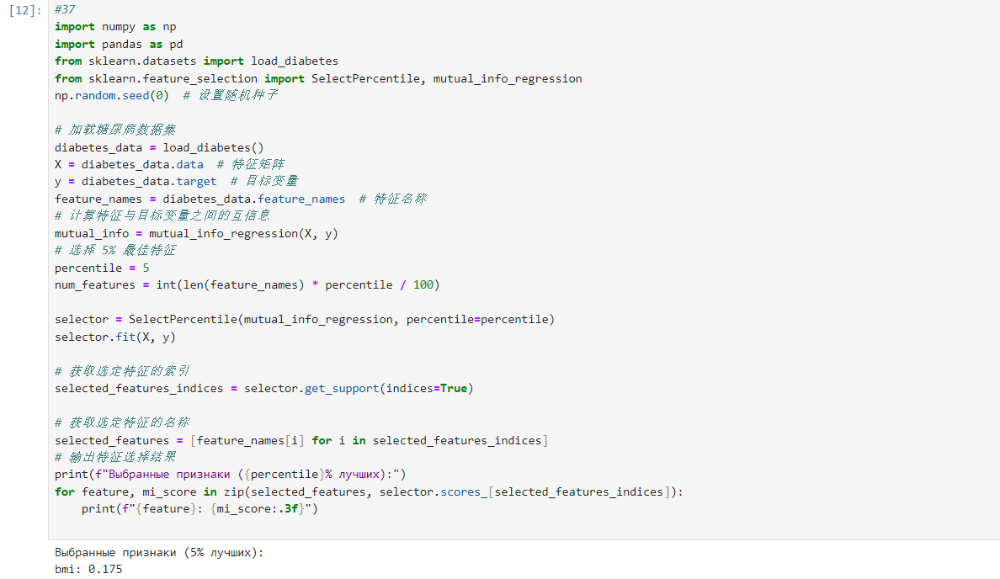 [12]: #37
import numpy as np
import pandas as pd
from sklearn.datasets import load_diabetes
from sklearn.feature_selection import SelectPercentile, mutual_info_regression
np.random.seed(0)  # 设置随机种子
# 加载糖尿病数据集
diabetes_data = load_diabetes()
X = diabetes_data.data  # 特征矩阵
y = diabetes_data.target  # 目标变量
feature_names = diabetes_data.feature_names  # 特征名称
# 计算特征与目标变量之间的互信息
mutual_info = mutual_info_regression(X, y)
# 选择 5% 最佳特征
percentile = 5
num_features = int(len(feature_names) * percentile / 100)
selector = SelectPercentile(mutual_info_regression, percentile=percentile)
selector.fit(X, y)
# 获取选定特征的索引
selected_features_indices = selector.get_support(indices=True)
# 获取选定特征的名称
selected_features = [feature_names[i] for i in selected_features_indices]
# 输出特征选择结果
print(f"Выбранные признаки ({percentile}% лучших):")
for feature, mi_score in zip(selected_features, selector.scores_[selected_features_indices]):
    print(f"{feature}: {mi_score:.3f}")
Выбранные признаки (5% лучших):
bmi: 0.175